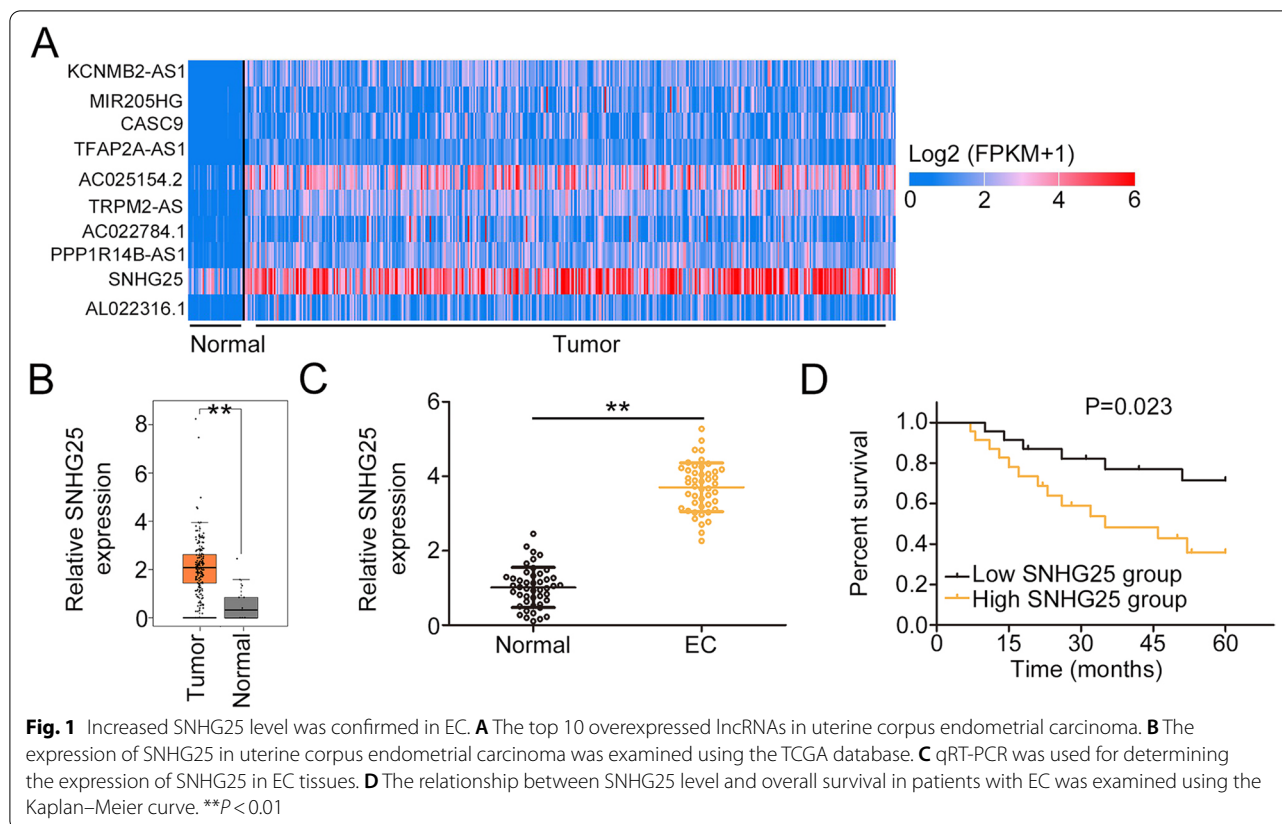 A
KCNMB2-AS1
MIR205HG
CASC9
TFAP2A-AS1
AC025154.2
TRPM2-AS
AC022784.1
PPP1R14B-AS1
SNHG25
AL022316.1
Normal
Tumor
Log2 (FPKM+1)
0 2 4 6
B
Relative SNHG25
expression
8
6
4
2
0
**
Tumor
Normal
C
Relative SNHG25
expression
6
4
2
0
**
Normal
EC
D
Percent survival
1.0
0.8
0.6
0.4
0.2
0.0
P=0.023
Low SNHG25 group
High SNHG25 group
0 15 30 45 60
Time (months)
Fig. 1 Increased SNHG25 level was confirmed in EC. A The top 10 overexpressed lncRNAs in uterine corpus endometrial carcinoma. B The
expression of SNHG25 in uterine corpus endometrial carcinoma was examined using the TCGA database. C qRT-PCR was used for determining
the expression of SNHG25 in EC tissues. D The relationship between SNHG25 level and overall survival in patients with EC was examined using the
Kaplan–Meier curve. **P < 0.01